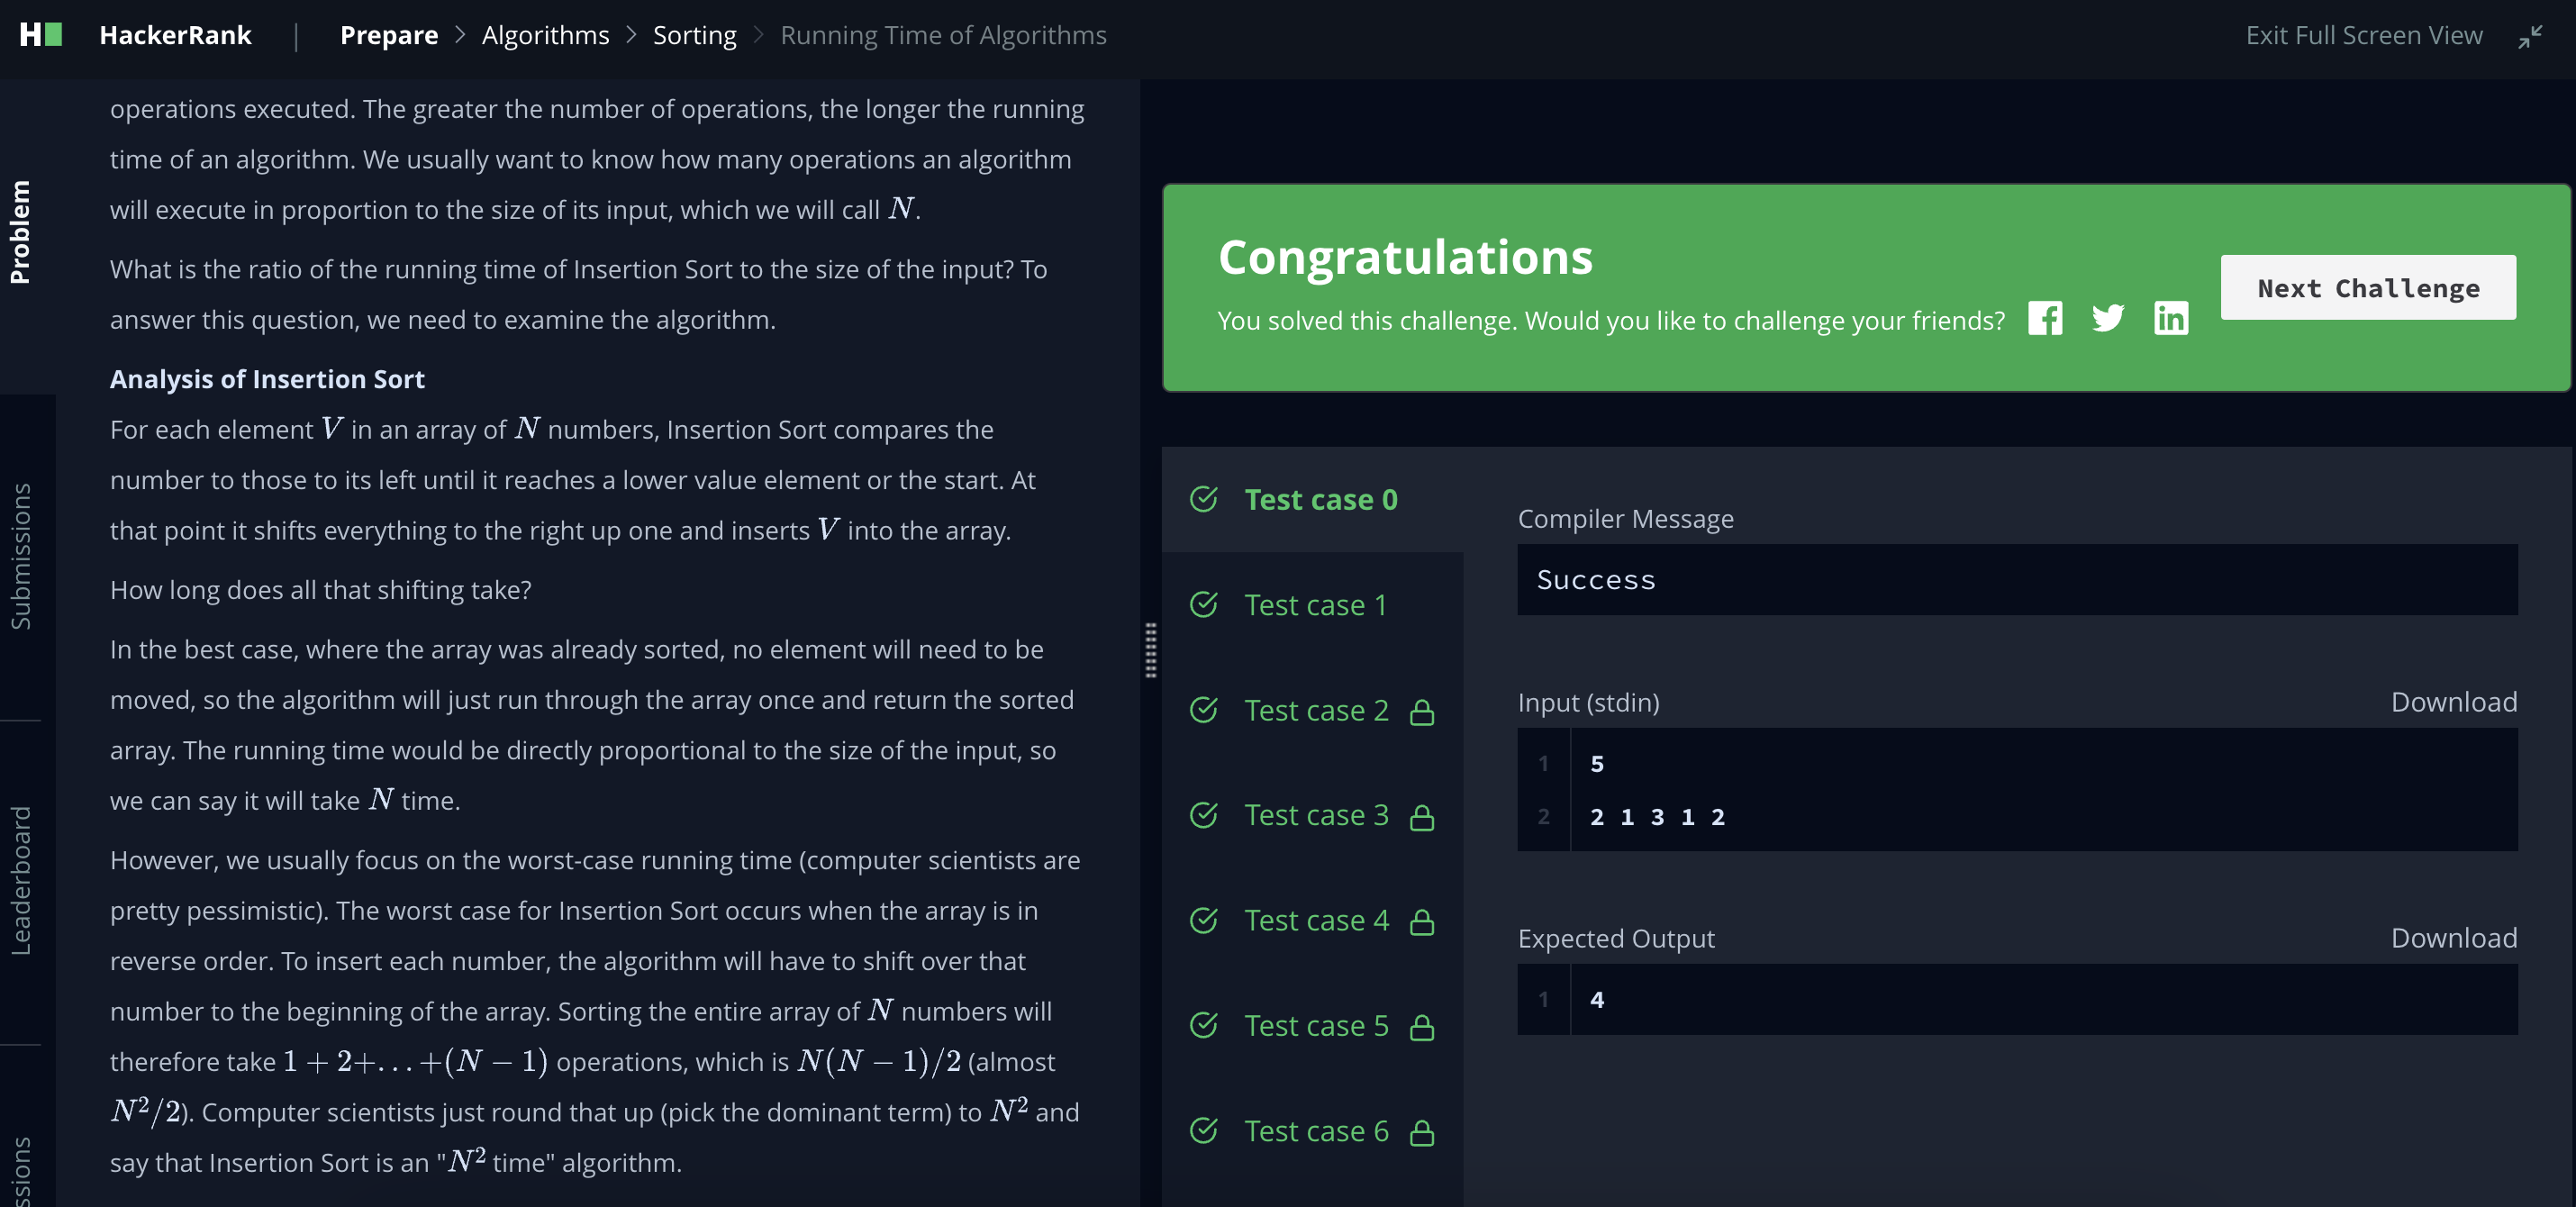 HackerRank | Prepare > Algorithms > Sorting > Running Time of Algorithms
Exit Full Screen View
Problem
Submissions
Leaderboard
ssions
operations executed. The greater the number of operations, the longer the running
time of an algorithm. We usually want to know how many operations an algorithm
will execute in proportion to the size of its input, which we will call N.
What is the ratio of the running time of Insertion Sort to the size of the input? To
answer this question, we need to examine the algorithm.
Analysis of Insertion Sort
For each element V in an array of N numbers, Insertion Sort compares the
number to those to its left until it reaches a lower value element or the start. At
that point it shifts everything to the right up one and inserts V into the array.
How long does all that shifting take?
In the best case, where the array was already sorted, no element will need to be
moved, so the algorithm will just run through the array once and return the sorted
array. The running time would be directly proportional to the size of the input, so
we can say it will take N time.
However, we usually focus on the worst-case running time (computer scientists are
pretty pessimistic). The worst case for Insertion Sort occurs when the array is in
reverse order. To insert each number, the algorithm will have to shift over that
number to the beginning of the array. Sorting the entire array of N numbers will
therefore take 1 + 2+...+(N − 1) operations, which is N(N − 1)/2 (almost
N²/2). Computer scientists just round that up (pick the dominant term) to N² and
say that Insertion Sort is an "N² time" algorithm.
Congratulations
You solved this challenge. Would you like to challenge your friends?
Next Challenge
Test case 0
Test case 1
Test case 2
Test case 3
Test case 4
Test case 5
Test case 6
Compiler Message
Success
Input (stdin)
Download
1 5
2 2 1 3 1 2
Expected Output
Download
1 4